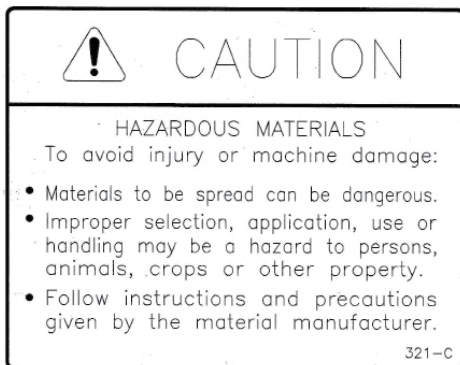 CAUTION
HAZARDOUS MATERIALS
To avoid injury or machine damage:
• Materials to be spread can be dangerous.
• Improper selection, application, use or
handling may be a hazard to persons,
animals, crops or other property.
• Follow instructions and precautions
given by the material manufacturer.
321-C